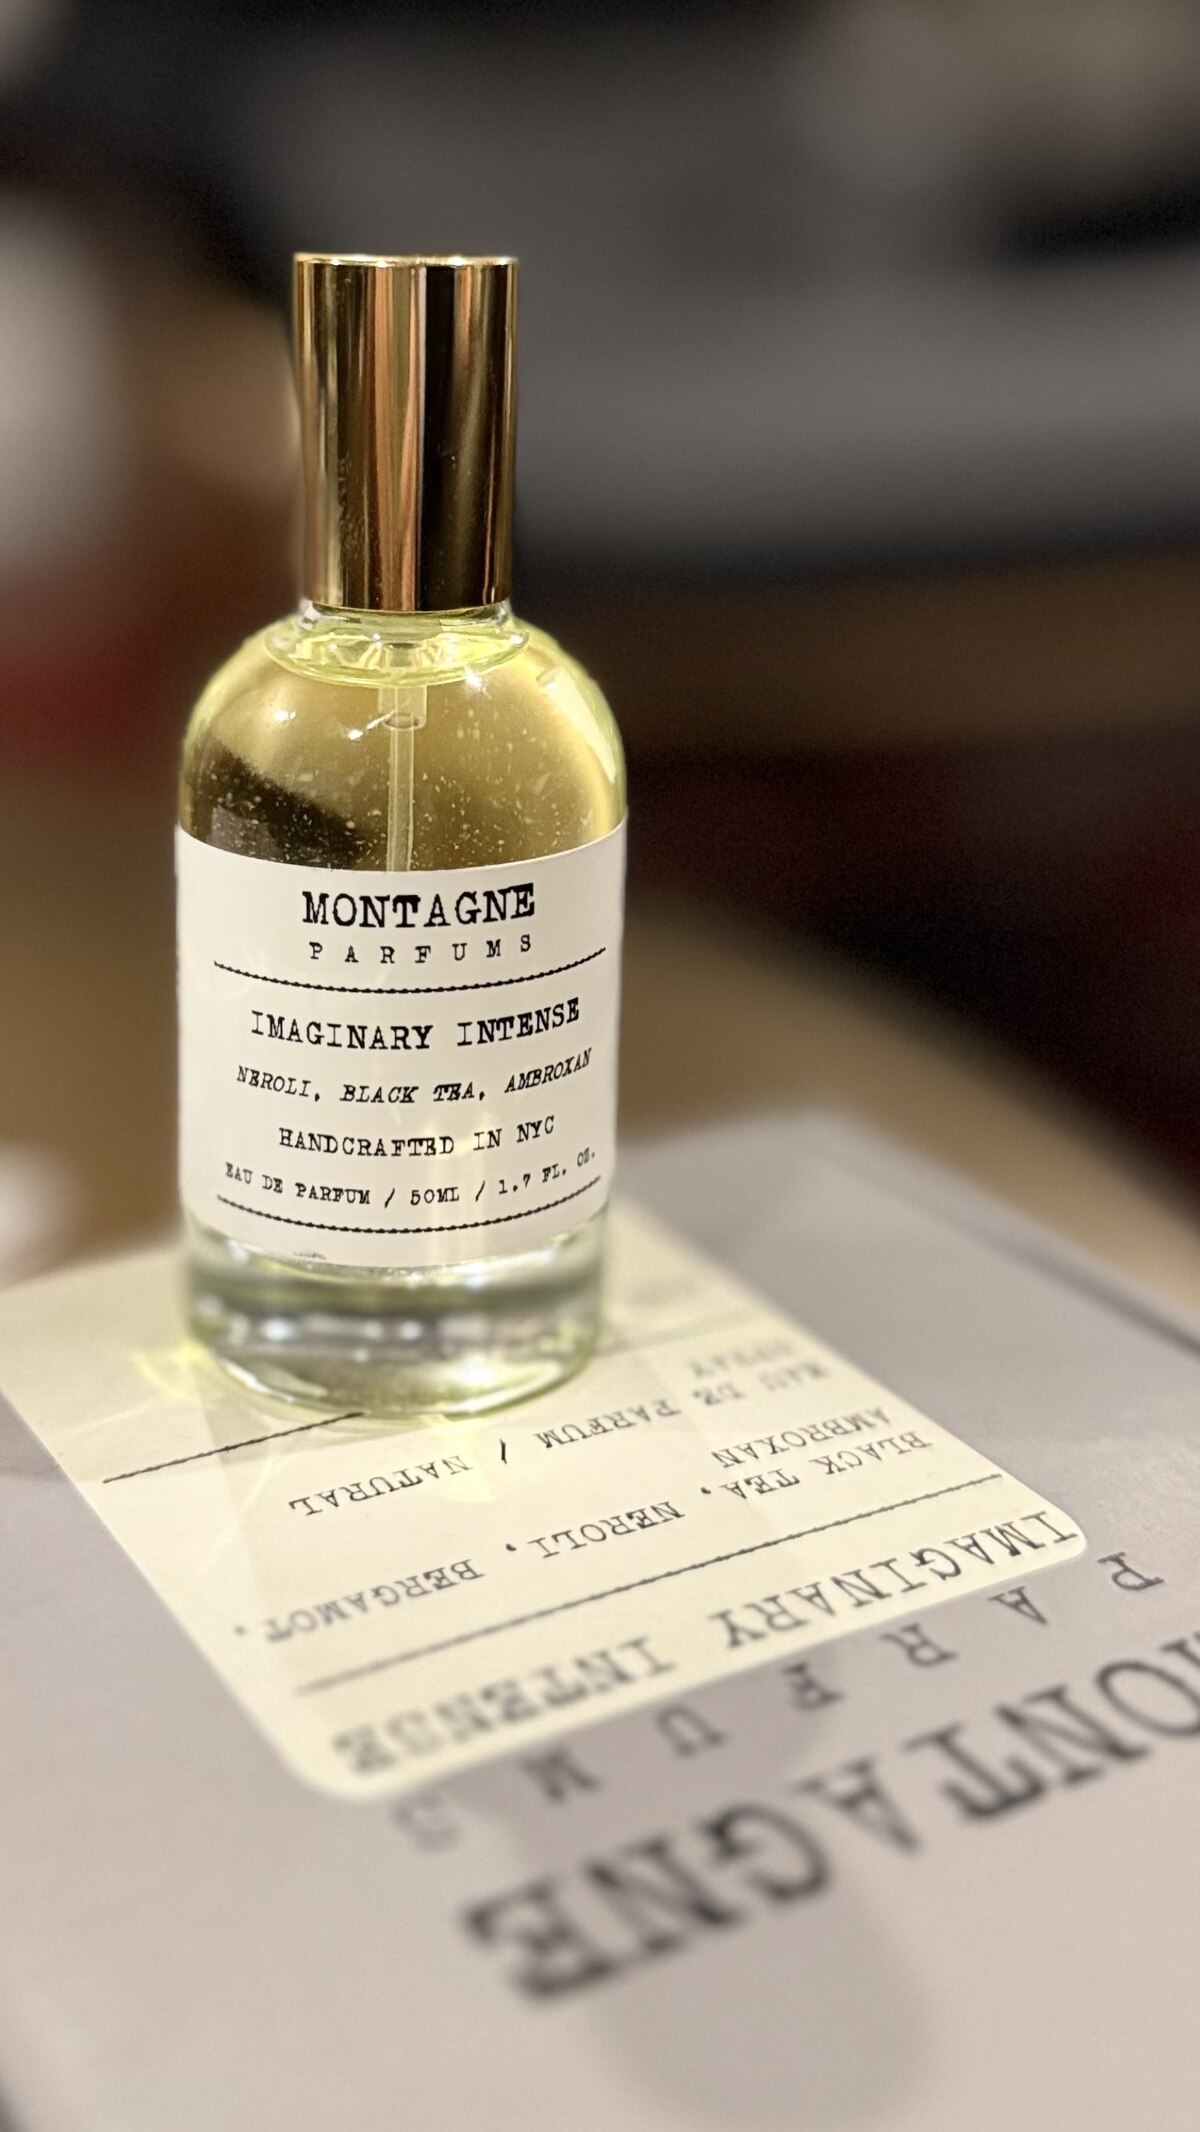 MONTAGNE
PARFUMS
IMAGINARY INTENSE
NEROLI, BLACK TEA, AMBROXAN
HANDCRAFTED IN NYC
EAU DE PARFUM / 50ML / 1.7 FL. OZ.
MONTAGNE
PARFUMS
IMAGINARY INTENSE
BLACK TEA, NEROLI, BERGAMOT,
AMBROXAN
EAU DE PARFUM / NATURAL
SPRAY